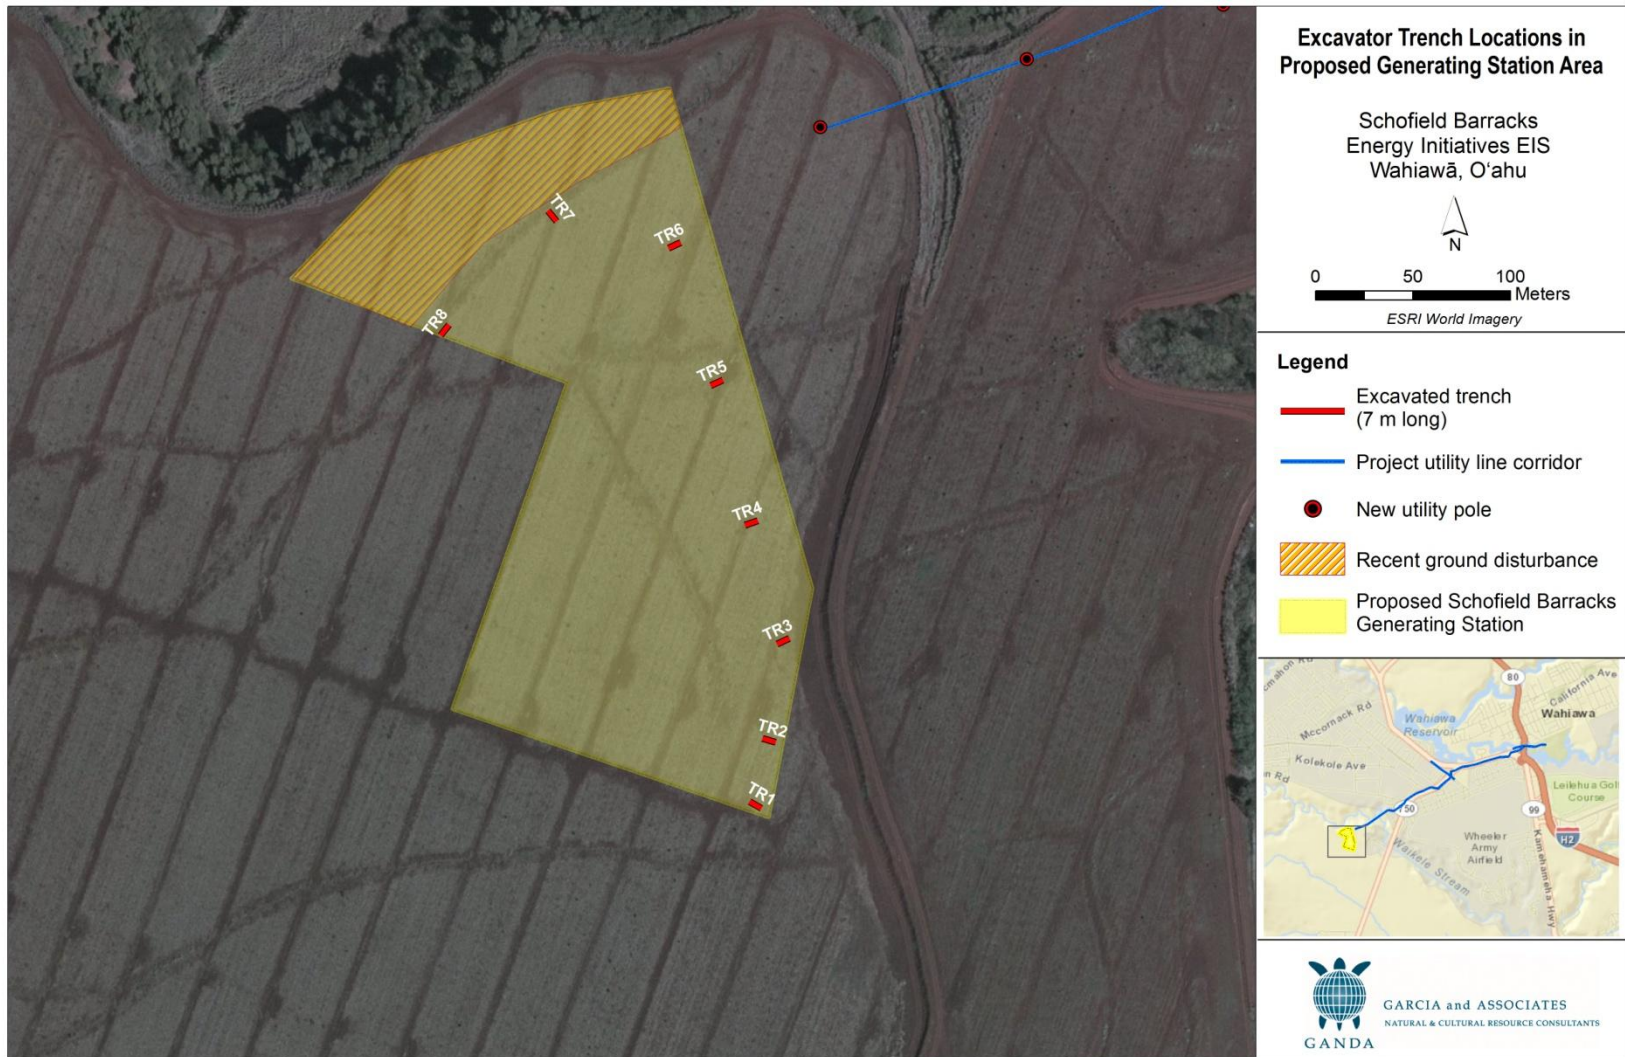 TR7
TR6
TR8
TR5
TR4
TR3
TR2
TR1
Excavator Trench Locations in
Proposed Generating Station Area
Schofield Barracks
Energy Initiatives EIS
Wahiawā, Oʻahu
N
0 50 100
Meters
ESRI World Imagery
Legend
Excavated trench
(7 m long)
Project utility line corridor
New utility pole
Recent ground disturbance
Proposed Schofield Barracks
Generating Station
80
California Ave
Mccornack Rd
Wahiawa
Reservoir
Wahiawa
Kolekole Ave
Rd
Leilehua Golf
Course
750
99
H2
Wheeler
Army
Airfield
Waikele Stream
Kamehameha Hwy
GARCIA and ASSOCIATES
NATURAL & CULTURAL RESOURCE CONSULTANTS
GANDA